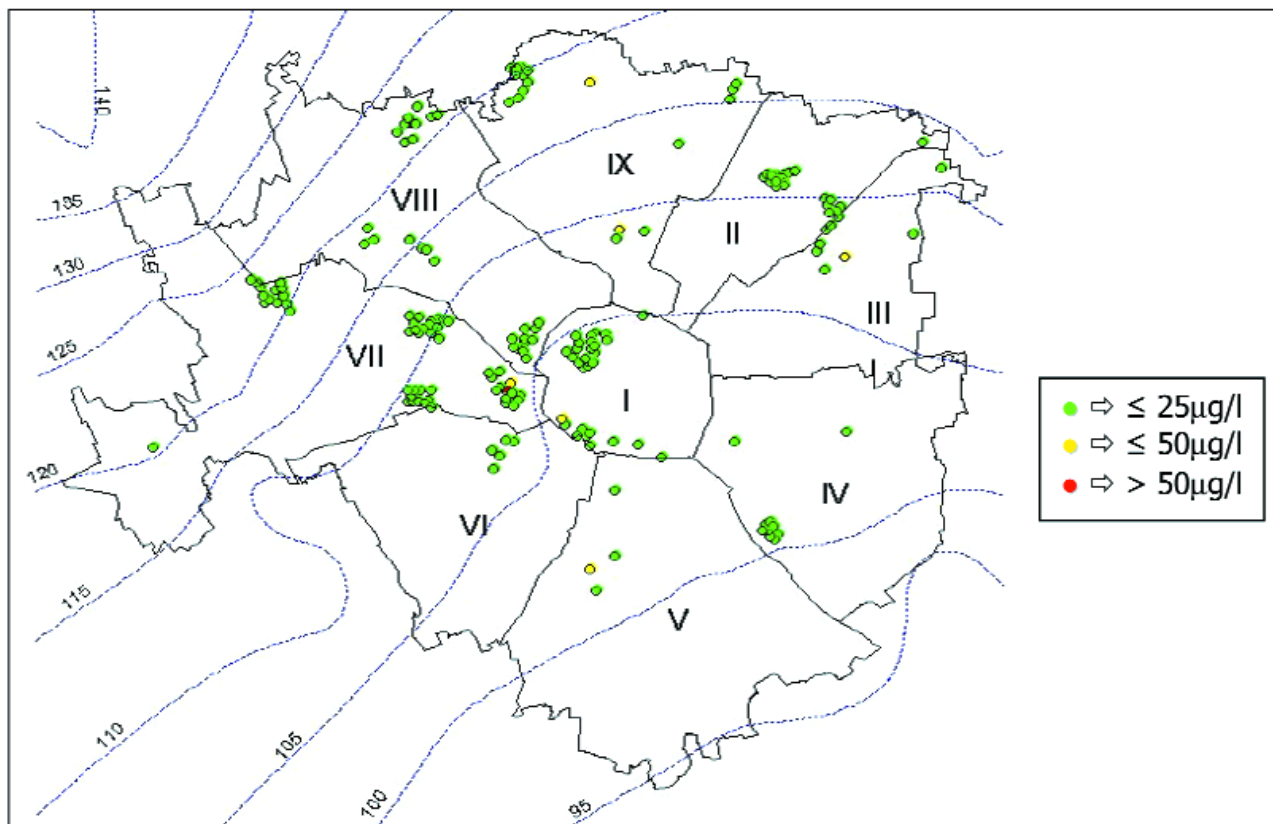 140
135
IX
VIII
130
II
125
III
VII
I
120
IV
VI
115
V
110
105
100
95
⇨ ≤ 25µg/l
⇨ ≤ 50µg/l
⇨ > 50µg/l